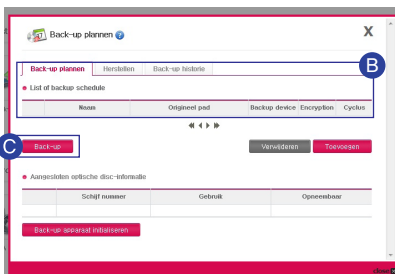 Back-up plannen ?
X
Back-up plannen Herstellen Back-up historie
B
List of backup schedule
Naam Origineel pad Backup device Encryption Cyclus
C
Back-up Verwijderen Toevoegen
Aangesloten optische disc-informatie
Schijf nummer Gebruik Opneembaar
Back-up apparaat initialiseren
close